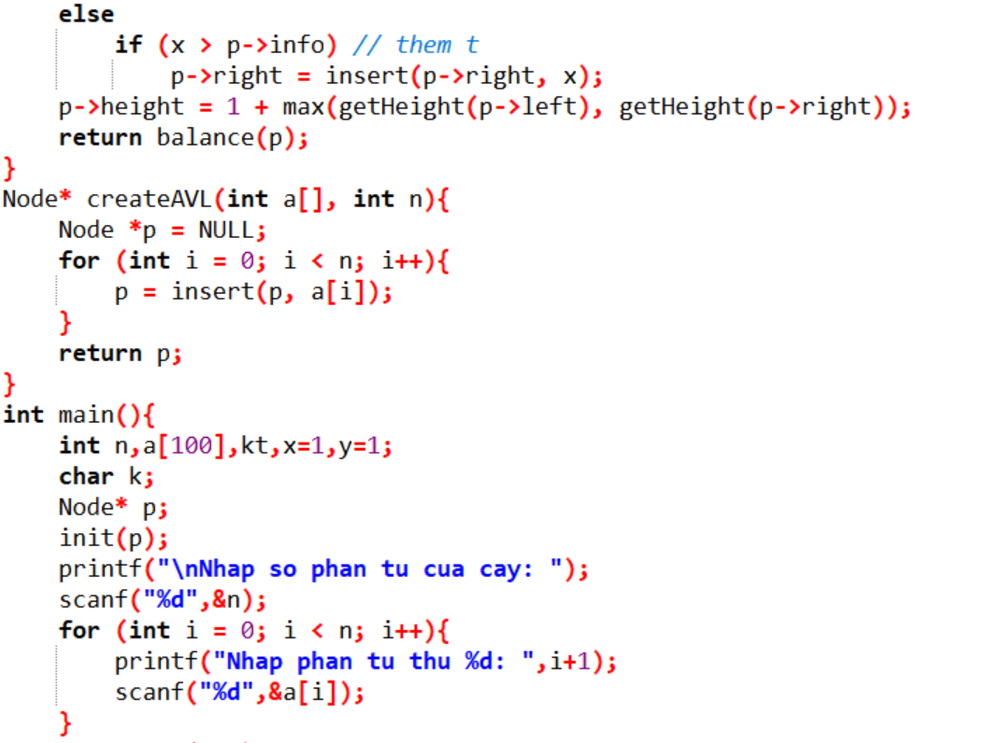 else
if (x > p->info) // them t
p->right = insert(p->right, x);
p->height = 1 + max(getHeight(p->left), getHeight(p->right));
return balance(p);
}
Node* createAVL(int a[], int n){
Node *p = NULL;
for (int i = 0; i < n; i++){
p = insert(p, a[i]);
}
return p;
}
int main(){
int n,a[100],kt,x=1,y=1;
char k;
Node* p;
init(p);
printf("\nNhap so phan tu cua cay: ");
scanf("%d",&n);
for (int i = 0; i < n; i++){
printf("Nhap phan tu thu %d: ",i+1);
scanf("%d",&a[i]);
}